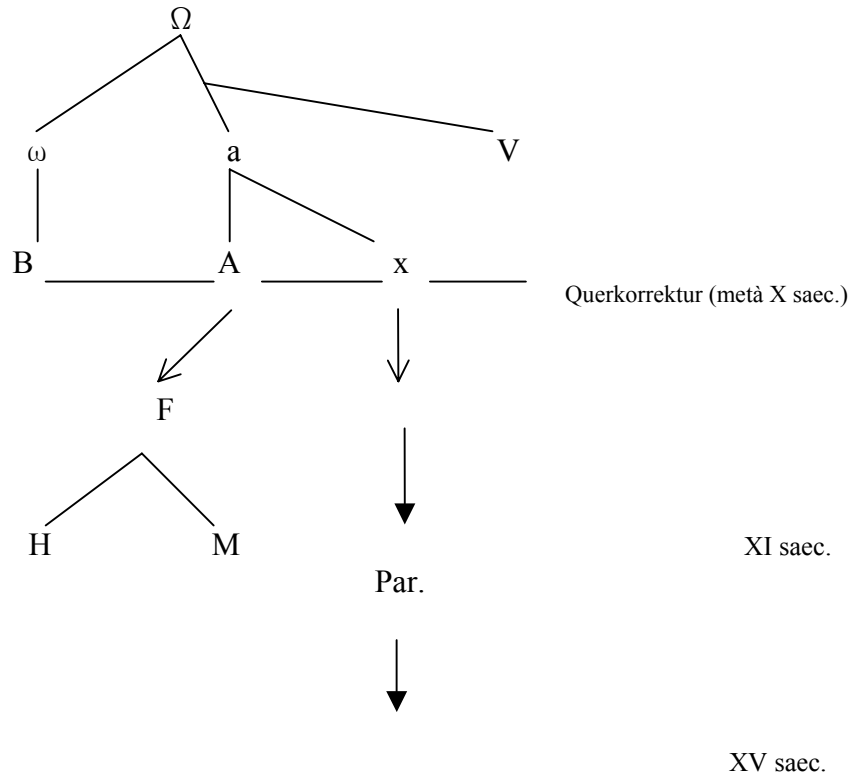 Ω
ω a V
B A x
Querkorrektur (metà X saec.)
F
H M XI saec.
Par.
XV saec.